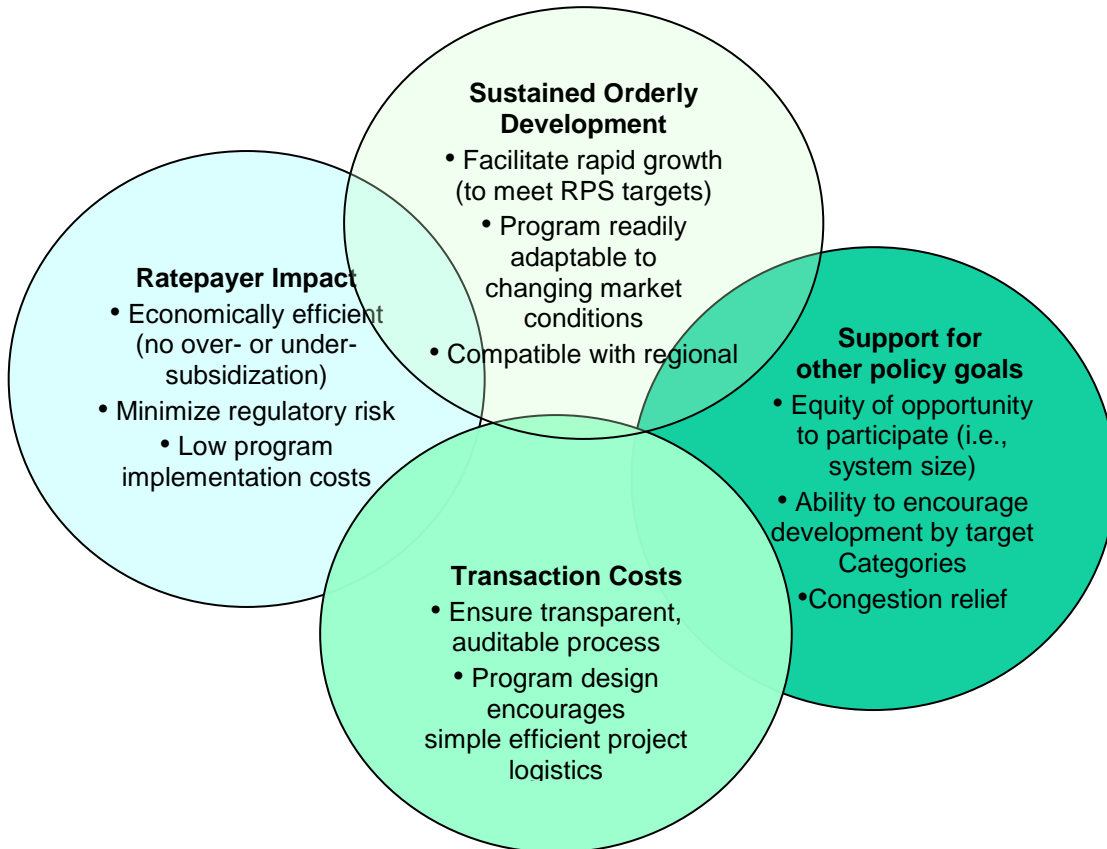 Sustained Orderly
Development
• Facilitate rapid growth
(to meet RPS targets)
• Program readily
adaptable to
changing market
conditions
• Compatible with regional
Ratepayer Impact
• Economically efficient
(no over- or under-
subsidization)
• Minimize regulatory risk
• Low program
implementation costs
Support for
other policy goals
• Equity of opportunity
to participate (i.e.,
system size)
• Ability to encourage
development by target
Categories
•Congestion relief
Transaction Costs
• Ensure transparent,
auditable process
• Program design
encourages
simple efficient project
logistics